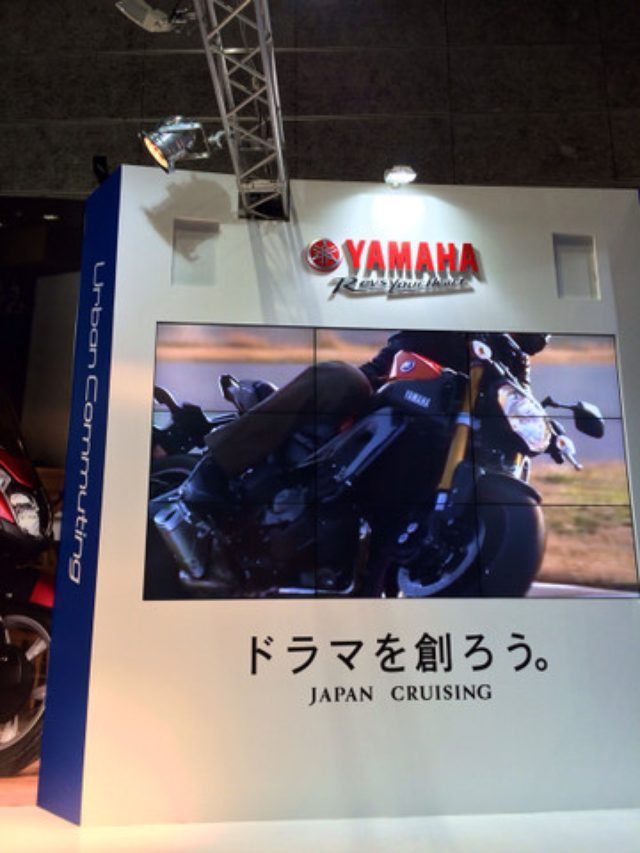 YAMAHA
Revs Your Heart
YAMAHA
ドラマを創ろう。
JAPAN CRUISING
Urban Commuting